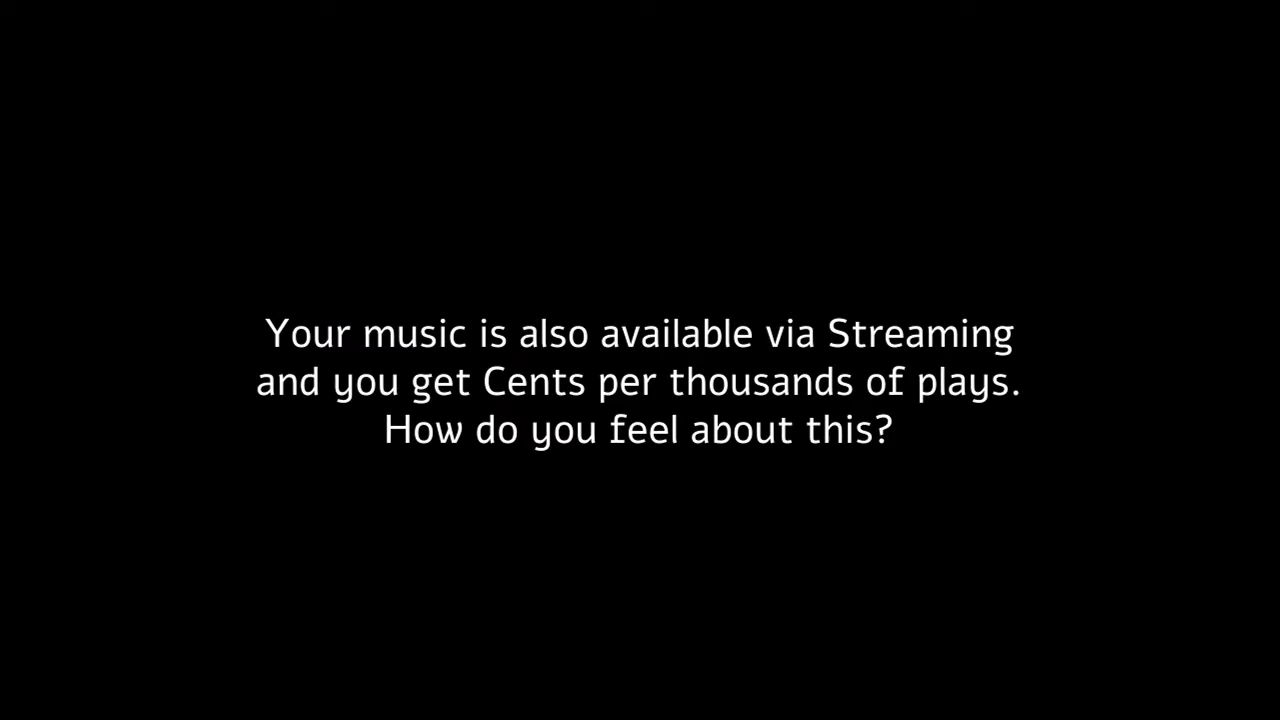 Your music is also available via Streaming
and you get Cents per thousands of plays.
How do you feel about this?